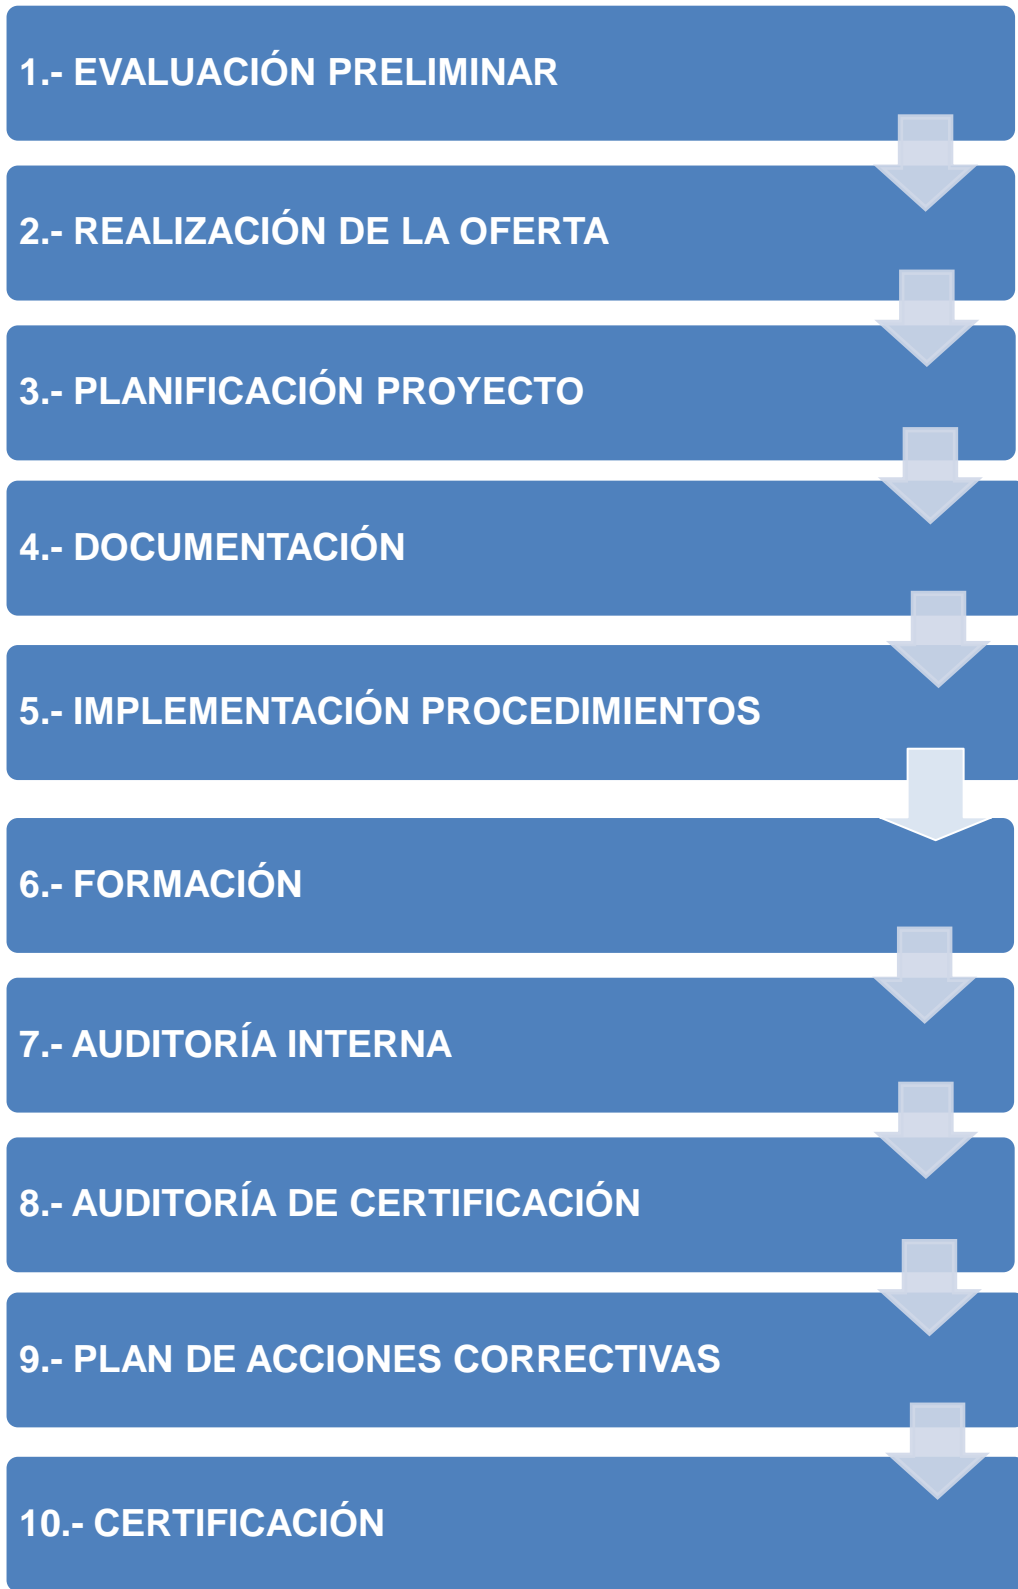 1.- EVALUACIÓN PRELIMINAR
2.- REALIZACIÓN DE LA OFERTA
3.- PLANIFICACIÓN PROYECTO
4.- DOCUMENTACIÓN
5.- IMPLEMENTACIÓN PROCEDIMIENTOS
6.- FORMACIÓN
7.- AUDITORÍA INTERNA
8.- AUDITORÍA DE CERTIFICACIÓN
9.- PLAN DE ACCIONES CORRECTIVAS
10.- CERTIFICACIÓN